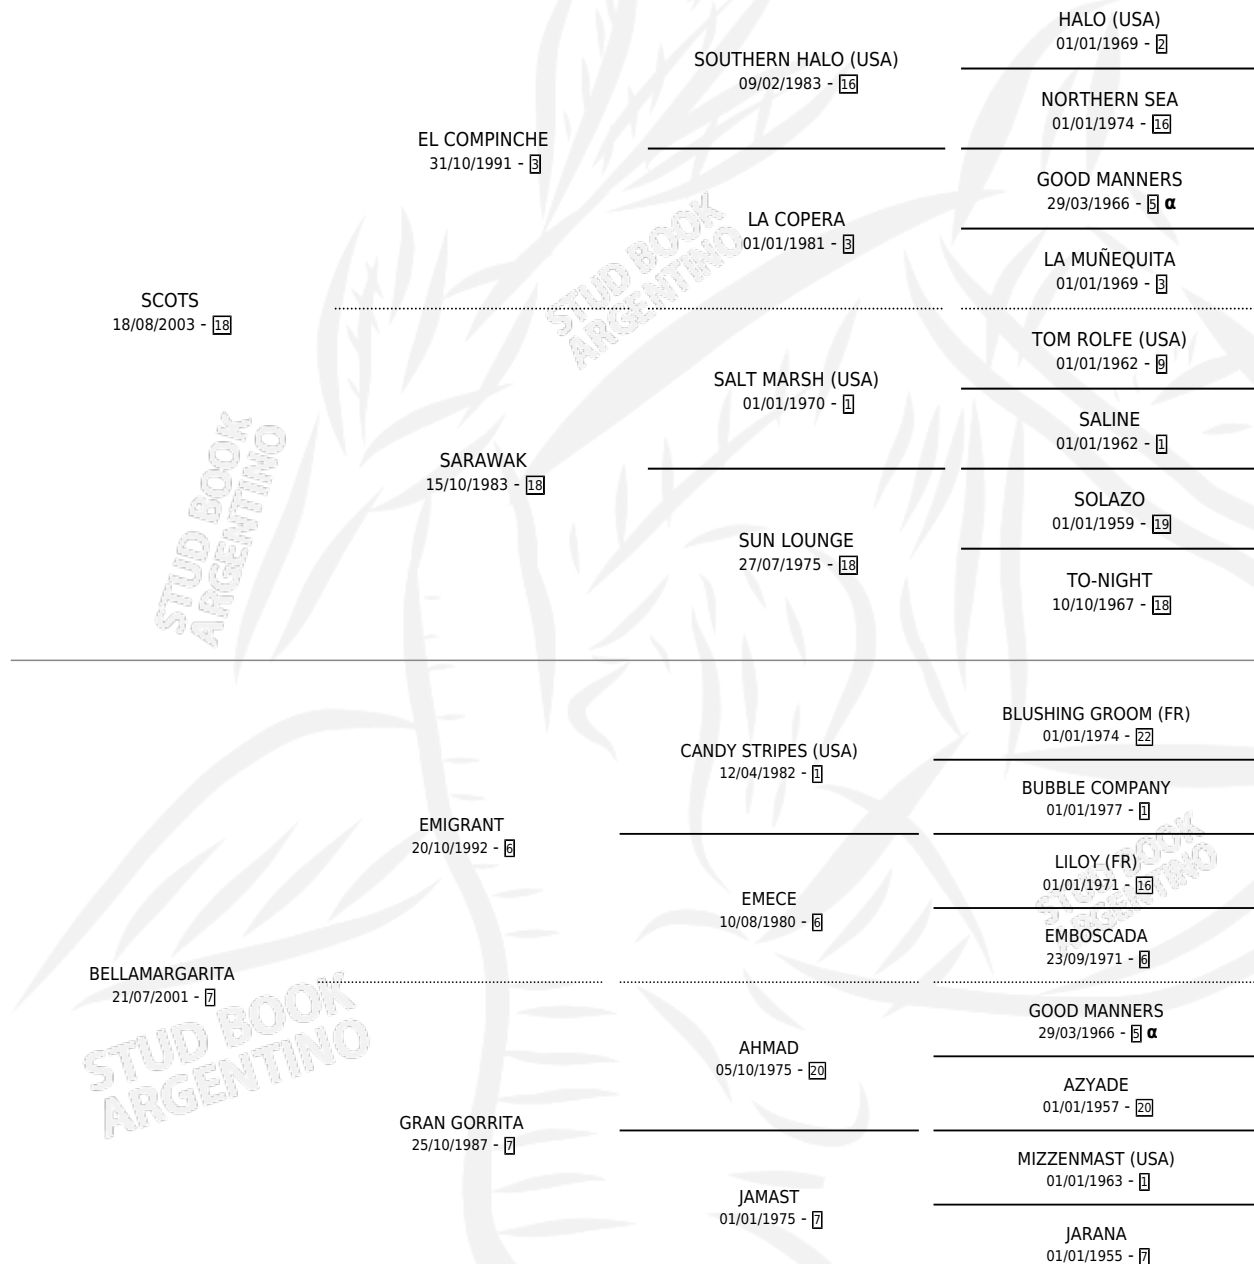 HALO (USA)
01/01/1969 - 2
SOUTHERN HALO (USA)
09/02/1983 - 16
NORTHERN SEA
01/01/1974 - 16
EL COMPINCHE
31/10/1991 - 3
GOOD MANNERS
29/03/1966 - 5 α
LA COPERA
01/01/1981 - 3
LA MUÑEQUITA
01/01/1969 - 3
SCOTS
18/08/2003 - 18
TOM ROLFE (USA)
01/01/1962 - 9
SALT MARSH (USA)
01/01/1970 - 1
SALINE
01/01/1962 - 1
SARAWAK
15/10/1983 - 18
SOLAZO
01/01/1959 - 19
SUN LOUNGE
27/07/1975 - 18
TO-NIGHT
10/10/1967 - 18
BLUSHING GROOM (FR)
01/01/1974 - 22
CANDY STRIPES (USA)
12/04/1982 - 1
BUBBLE COMPANY
01/01/1977 - 1
EMIGRANT
20/10/1992 - 6
LILOY (FR)
01/01/1971 - 16
EMECE
10/08/1980 - 6
EMBOSCADA
23/09/1971 - 6
BELLAMARGARITA
21/07/2001 - 7
GOOD MANNERS
29/03/1966 - 5 α
AHMAD
05/10/1975 - 20
AZYADE
01/01/1957 - 20
GRAN GORRITA
25/10/1987 - 7
MIZZENMAST (USA)
01/01/1963 - 1
JAMAST
01/01/1975 - 7
JARANA
01/01/1955 - 7
STUD BOOK
ARGENTINO
STUD BOOK
ARGENTINO
STUD BOOK
ARGENTINO
STUD BOOK
ARGENTINO